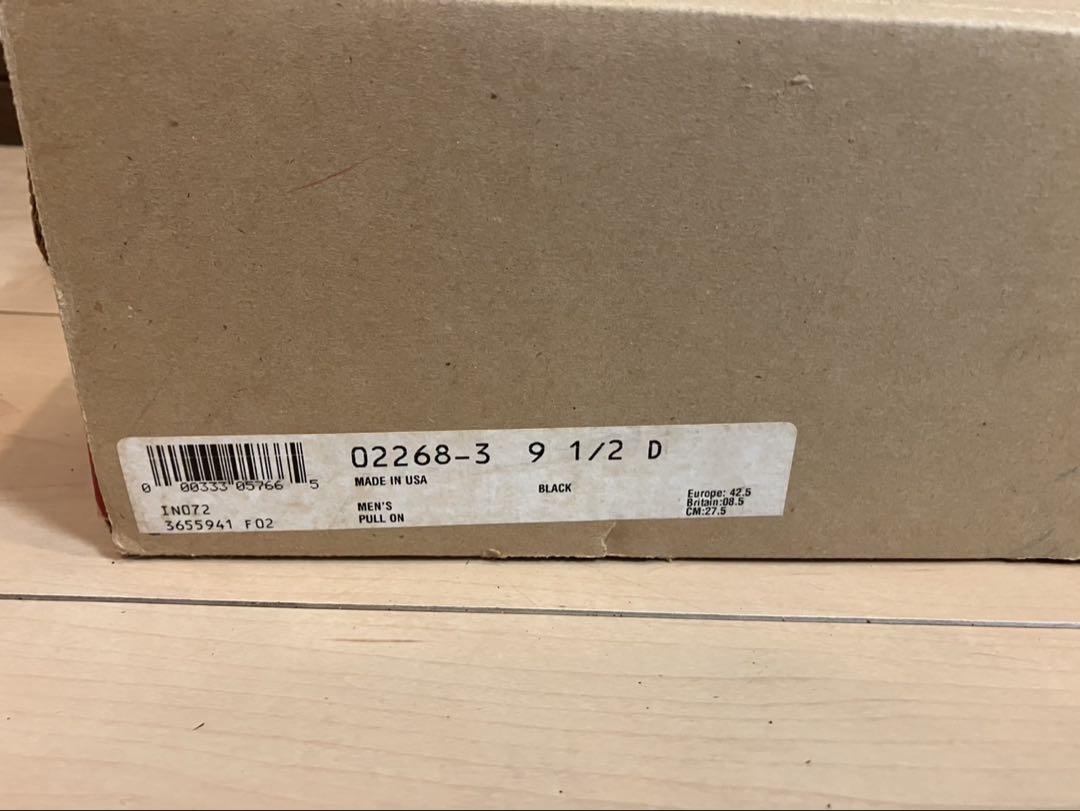 02268-3 9 1/2 D
0 00333 05766 5
MADE IN USA
BLACK
IN072
3655941 F02
MEN'S
PULL ON
Europe: 42.5
Britain:08.5
CM:27.5